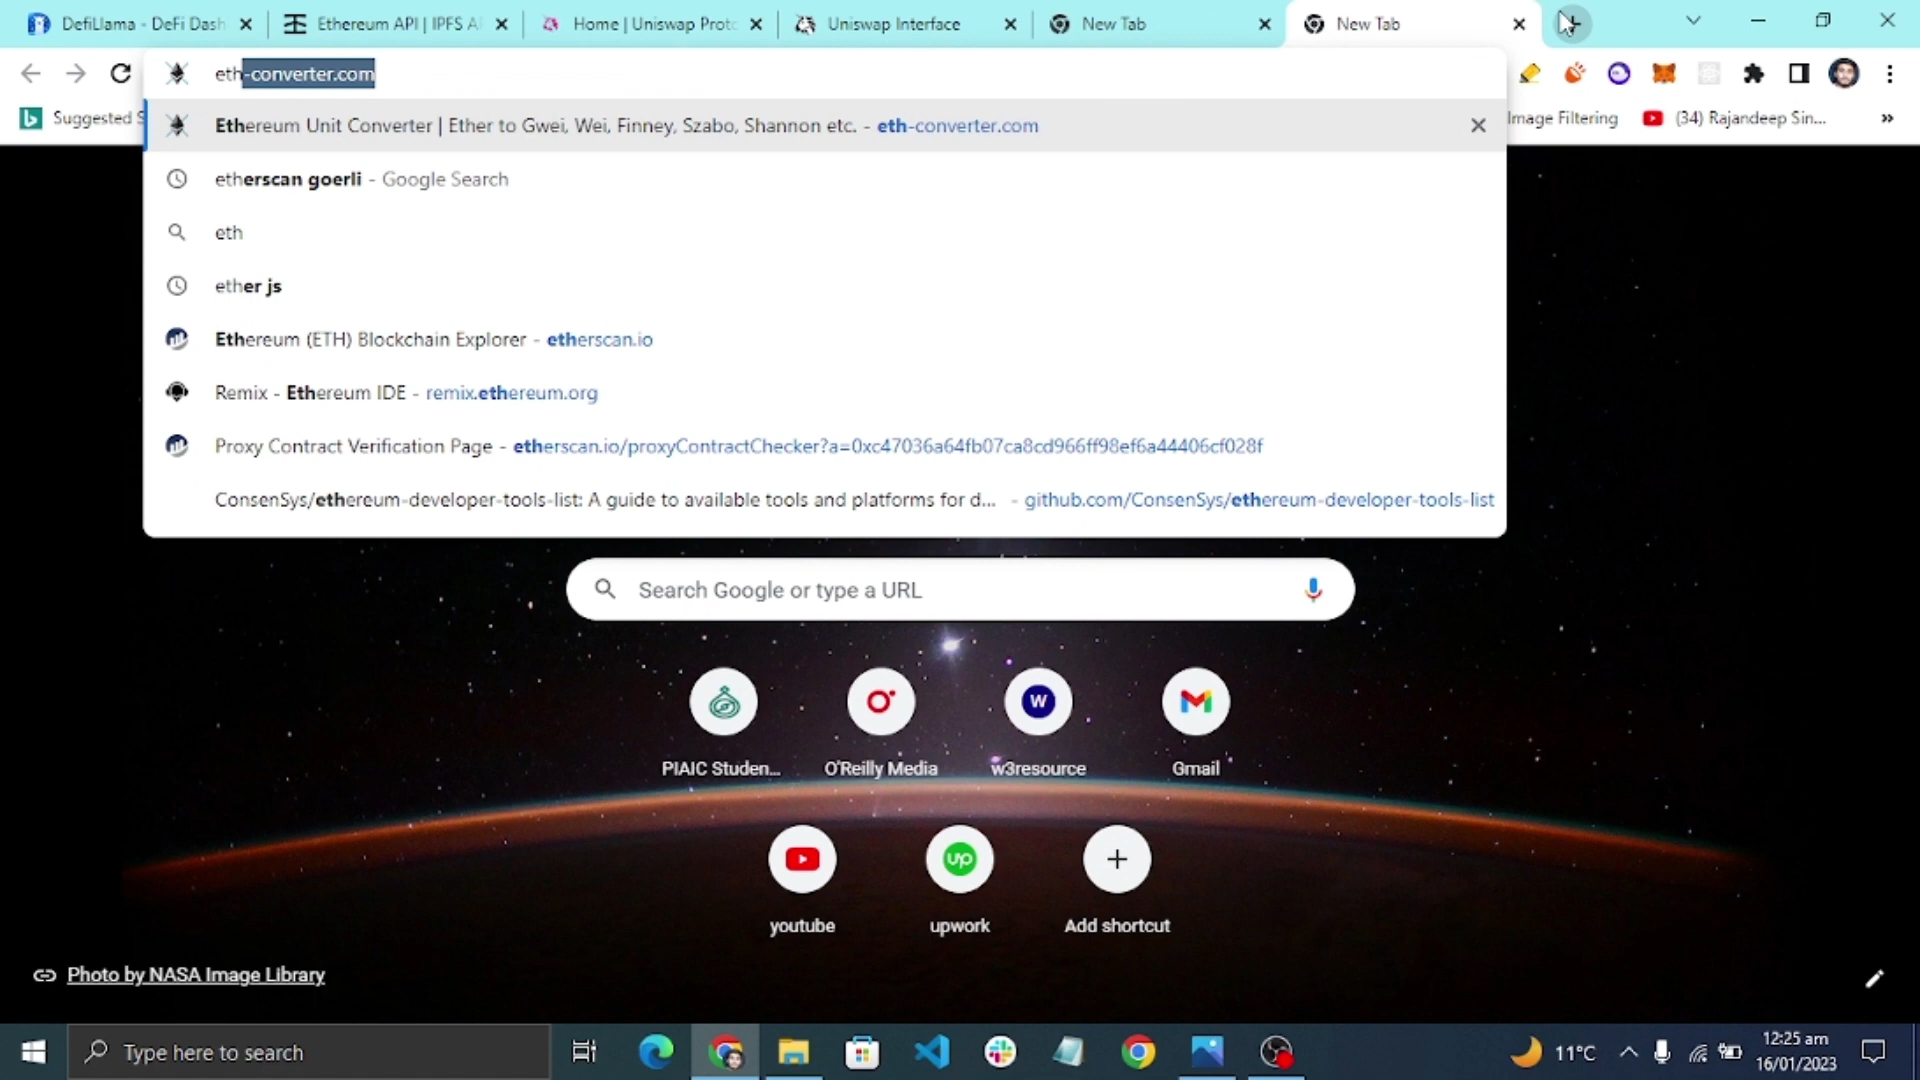 DefiLlama - DeFi Dash
Ethereum API | IPFS A
Home | Uniswap Proto
Uniswap Interface
New Tab
New Tab
eth-converter.com
Suggested S
Image Filtering
(34) Rajandeep Sin...
Ethereum Unit Converter | Ether to Gwei, Wei, Finney, Szabo, Shannon etc. - eth-converter.com
etherscan goerli - Google Search
eth
ether js
Ethereum (ETH) Blockchain Explorer - etherscan.io
Remix - Ethereum IDE - remix.ethereum.org
Proxy Contract Verification Page - etherscan.io/proxyContractChecker?a=0xc47036a64fb07ca8cd966ff98ef6a44406cf028f
ConsenSys/ethereum-developer-tools-list: A guide to available tools and platforms for d... - github.com/ConsenSys/ethereum-developer-tools-list
Search Google or type a URL
PIAIC Studen...
O'Reilly Media
w3resource
Gmail
youtube
upwork
Add shortcut
Photo by NASA Image Library
Type here to search
11°C
12:25 am
16/01/2023